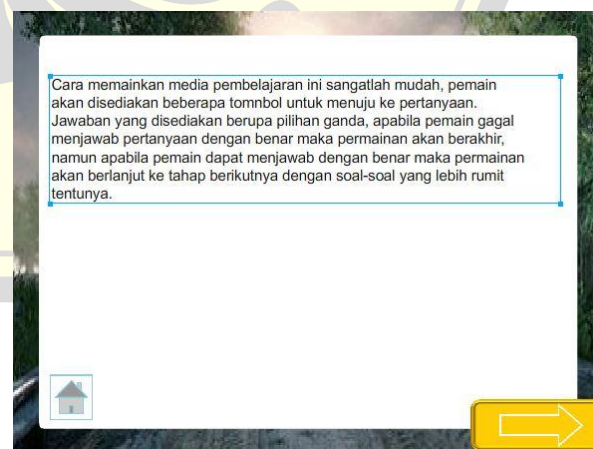 Cara memainkan media pembelajaran ini sangatlah mudah, pemain
akan disediakan beberapa tomnbol untuk menuju ke pertanyaan.
Jawaban yang disediakan berupa pilihan ganda, apabila pemain gagal
menjawab pertanyaan dengan benar maka permainan akan berakhir,
namun apabila pemain dapat menjawab dengan benar maka permainan
akan berlanjut ke tahap berikutnya dengan soal-soal yang lebih rumit
tentunya.